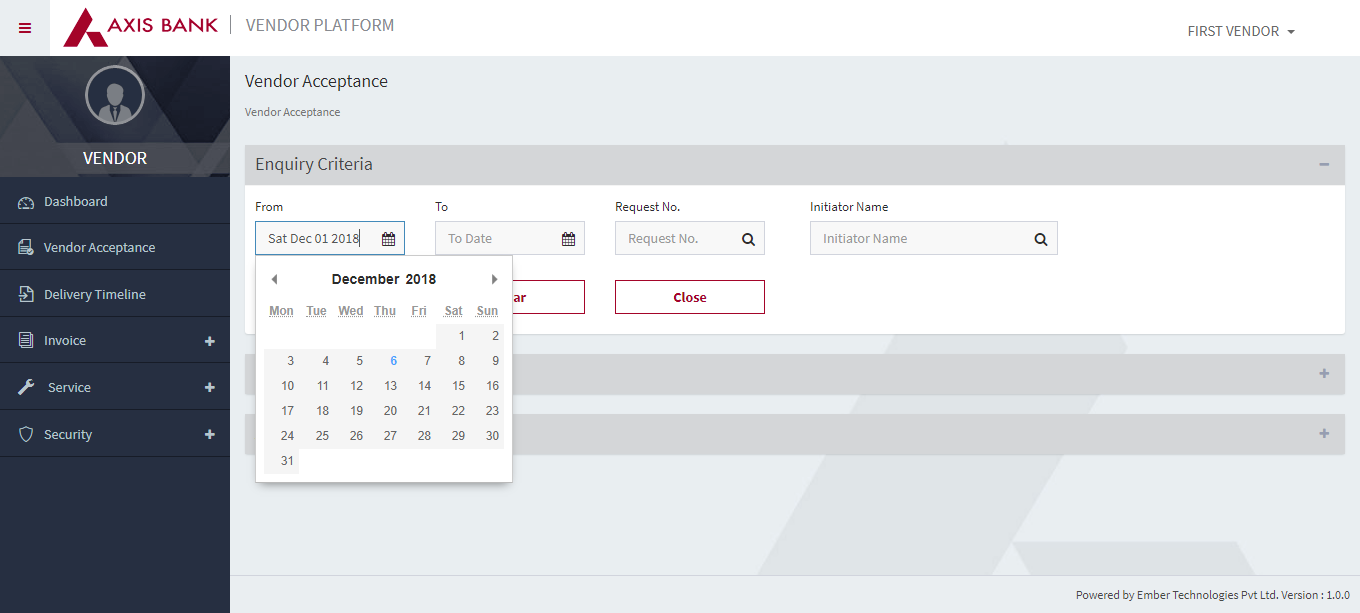 AXIS BANK
VENDOR PLATFORM
FIRST VENDOR
VENDOR
Dashboard
Vendor Acceptance
Delivery Timeline
Invoice
Service
Security
Vendor Acceptance
Vendor Acceptance
Enquiry Criteria
From
To
Request No.
Initiator Name
Sat Dec 01 2018
To Date
Request No.
Initiator Name
ar
Close
December 2018
Mon Tue Wed Thu Fri Sat Sun
1 2
3 4 5 6 7 8 9
10 11 12 13 14 15 16
17 18 19 20 21 22 23
24 25 26 27 28 29 30
31
Powered by Ember Technologies Pvt Ltd. Version : 1.0.0